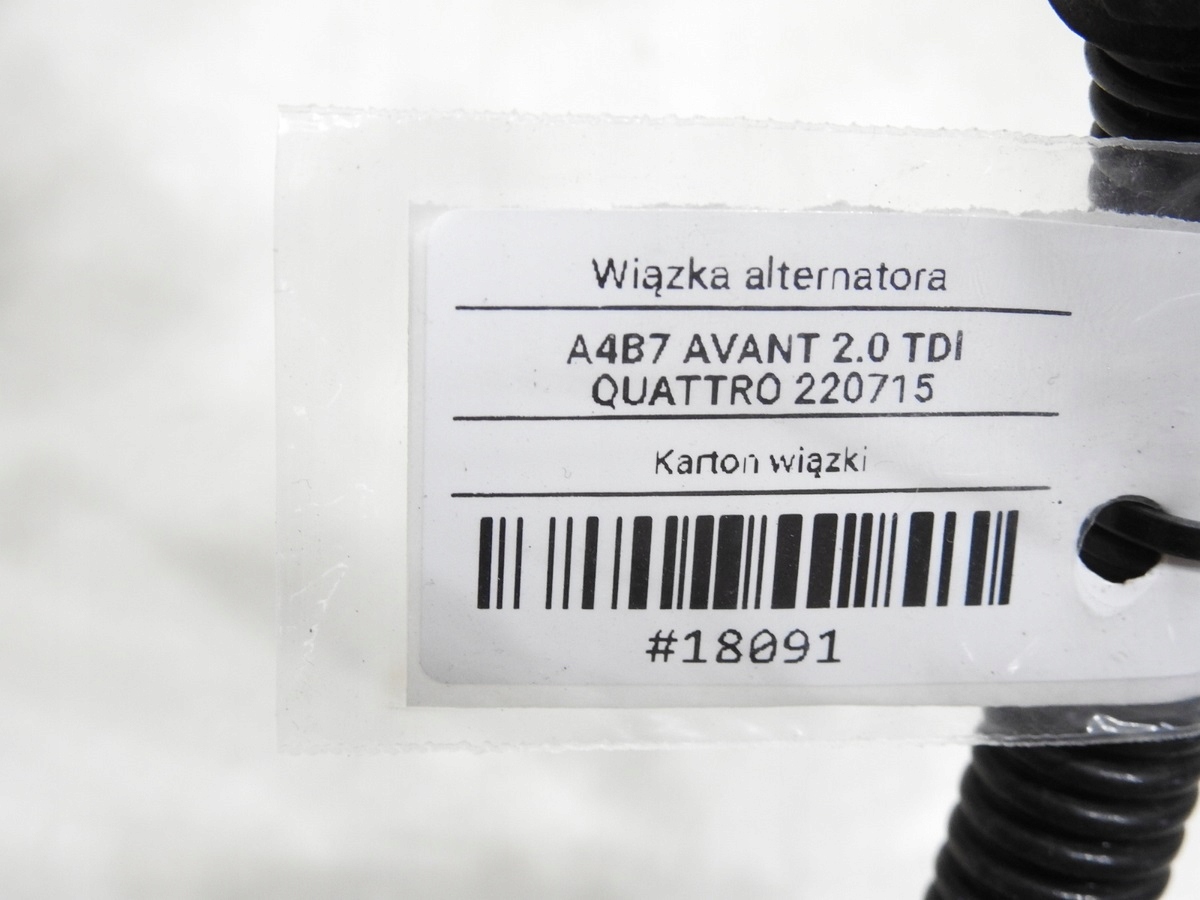 Wiązka alternatora
A4B7 AVANT 2.0 TDI
QUATTRO 220715
Karton wiązki
#18091